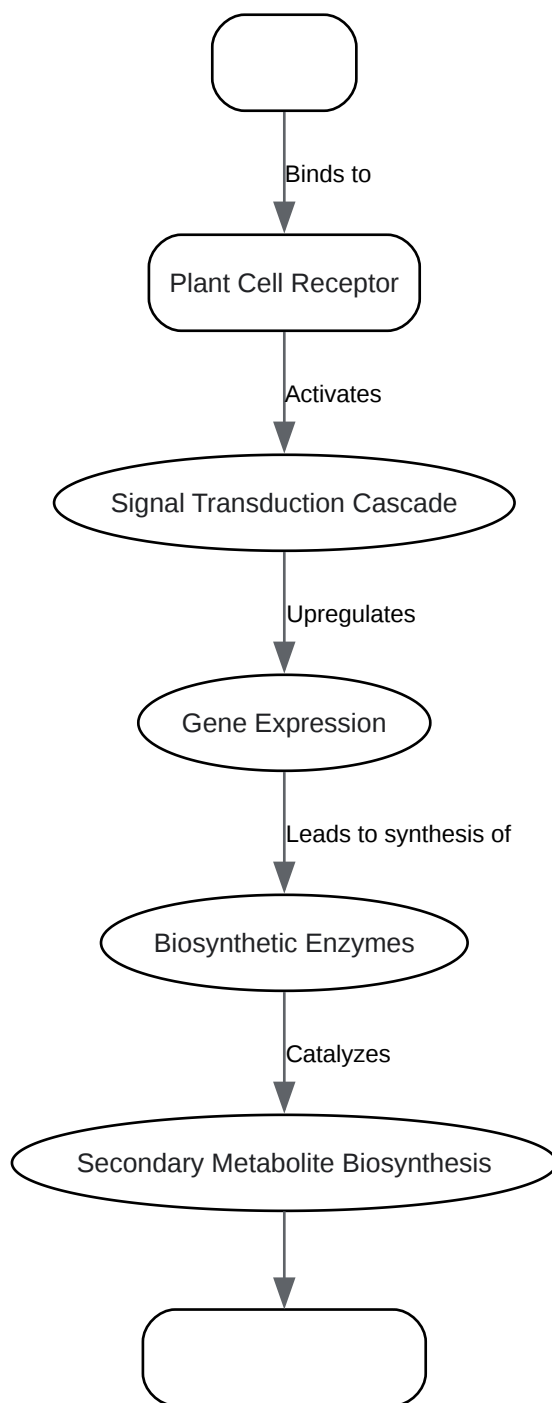 Binds to
Plant Cell Receptor
Activates
Signal Transduction Cascade
Upregulates
Gene Expression
Leads to synthesis of
Biosynthetic Enzymes
Catalyzes
Secondary Metabolite Biosynthesis